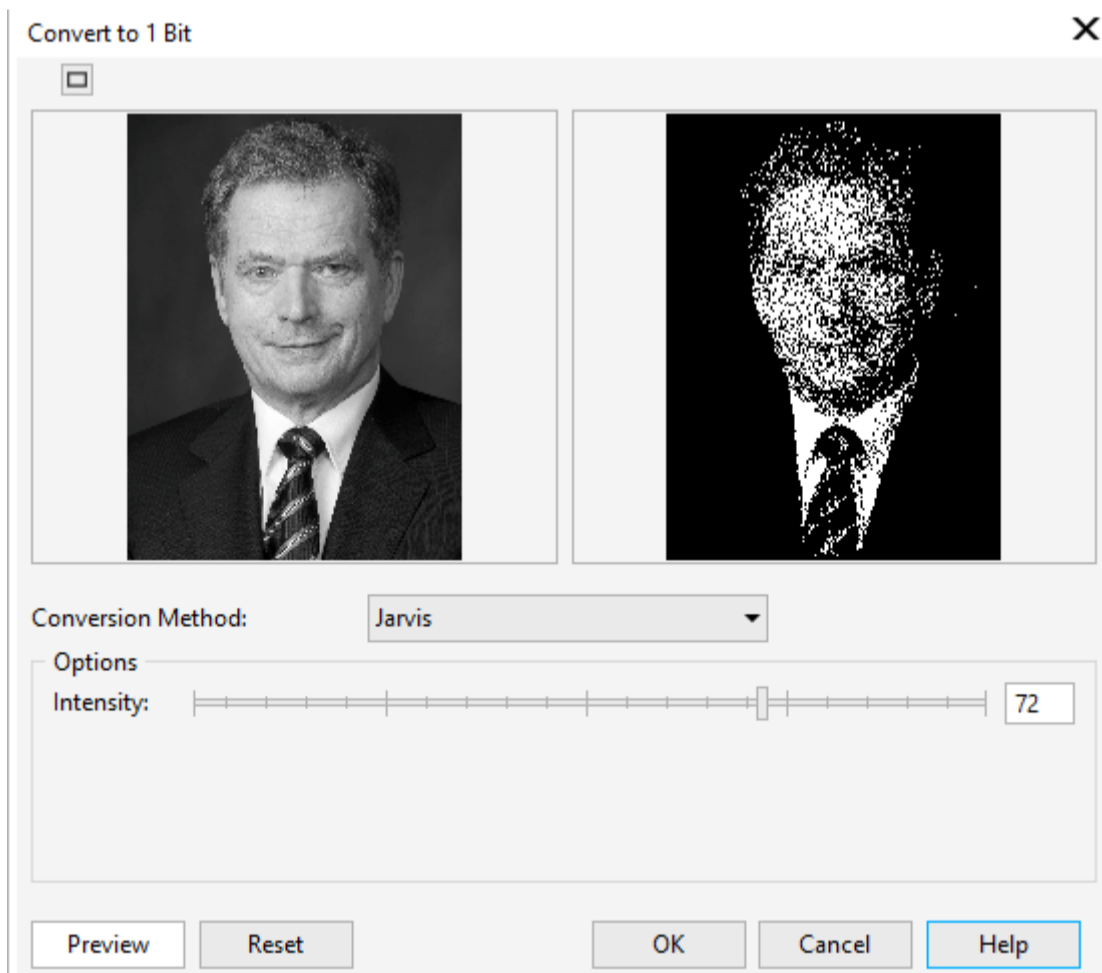 Convert to 1 Bit
Conversion Method: Jarvis
Options
Intensity: 72
Preview Reset OK Cancel Help